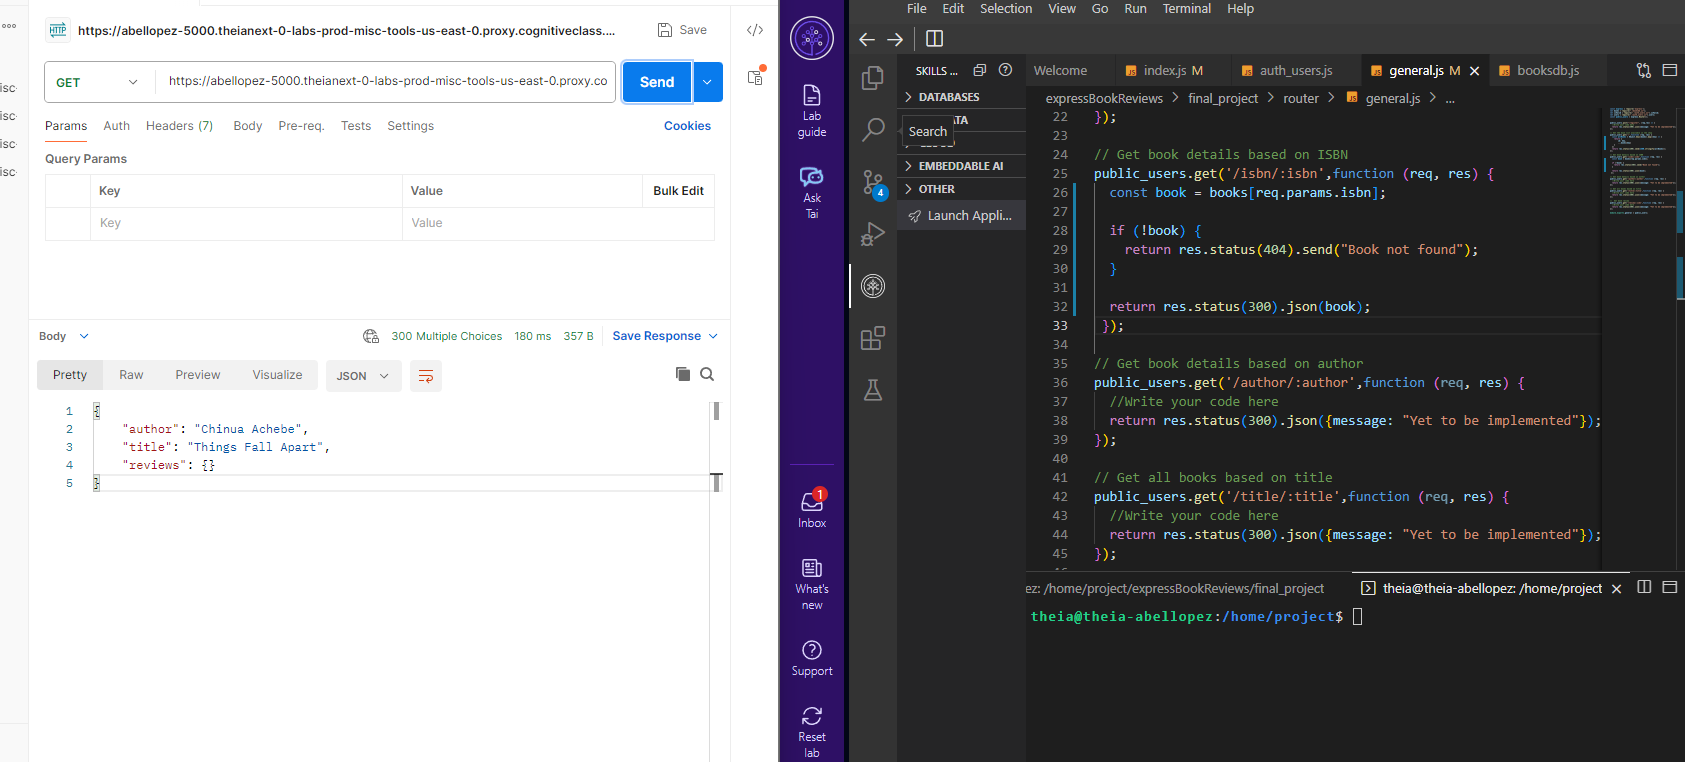 isc·
isc·
isc·
isc·
HTTP
https://abellopez-5000.theianext-0-labs-prod-misc-tools-us-east-0.proxy.cognitiveclass....
Save
GET
https://abellopez-5000.theianext-0-labs-prod-misc-tools-us-east-0.proxy.co
Send
Params Auth Headers (7) Body Pre-req. Tests Settings Cookies
Query Params
Key Value Bulk Edit
Key Value
Body 300 Multiple Choices 180 ms 357 B Save Response
Pretty Raw Preview Visualize JSON
1 {
2 "author": "Chinua Achebe",
3 "title": "Things Fall Apart",
4 "reviews": {}
5 }
Lab
guide
Ask
Tai
1
Inbox
What's
new
Support
Reset
lab
File Edit Selection View Go Run Terminal Help
4
SKILLS ...
DATABASES
ATA
Search
EMBEDDABLE AI
OTHER
Launch Appli...
Welcome JS index.js M JS auth_users.js JS general.js M JS booksdb.js
expressBookReviews > final_project > router > JS general.js > ...
22 });
23
24 // Get book details based on ISBN
25 public_users.get('/isbn/:isbn',function (req, res) {
26 const book = books[req.params.isbn];
27
28 if (!book) {
29 return res.status(404).send("Book not found");
30 }
31
32 return res.status(300).json(book);
33 });
34
35 // Get book details based on author
36 public_users.get('/author/:author',function (req, res) {
37 //Write your code here
38 return res.status(300).json({message: "Yet to be implemented"});
39 });
40
41 // Get all books based on title
42 public_users.get('/title/:title',function (req, res) {
43 //Write your code here
44 return res.status(300).json({message: "Yet to be implemented"});
45 });
ez: /home/project/expressBookReviews/final_project theia@theia-abellopez: /home/project
theia@theia-abellopez:/home/project$